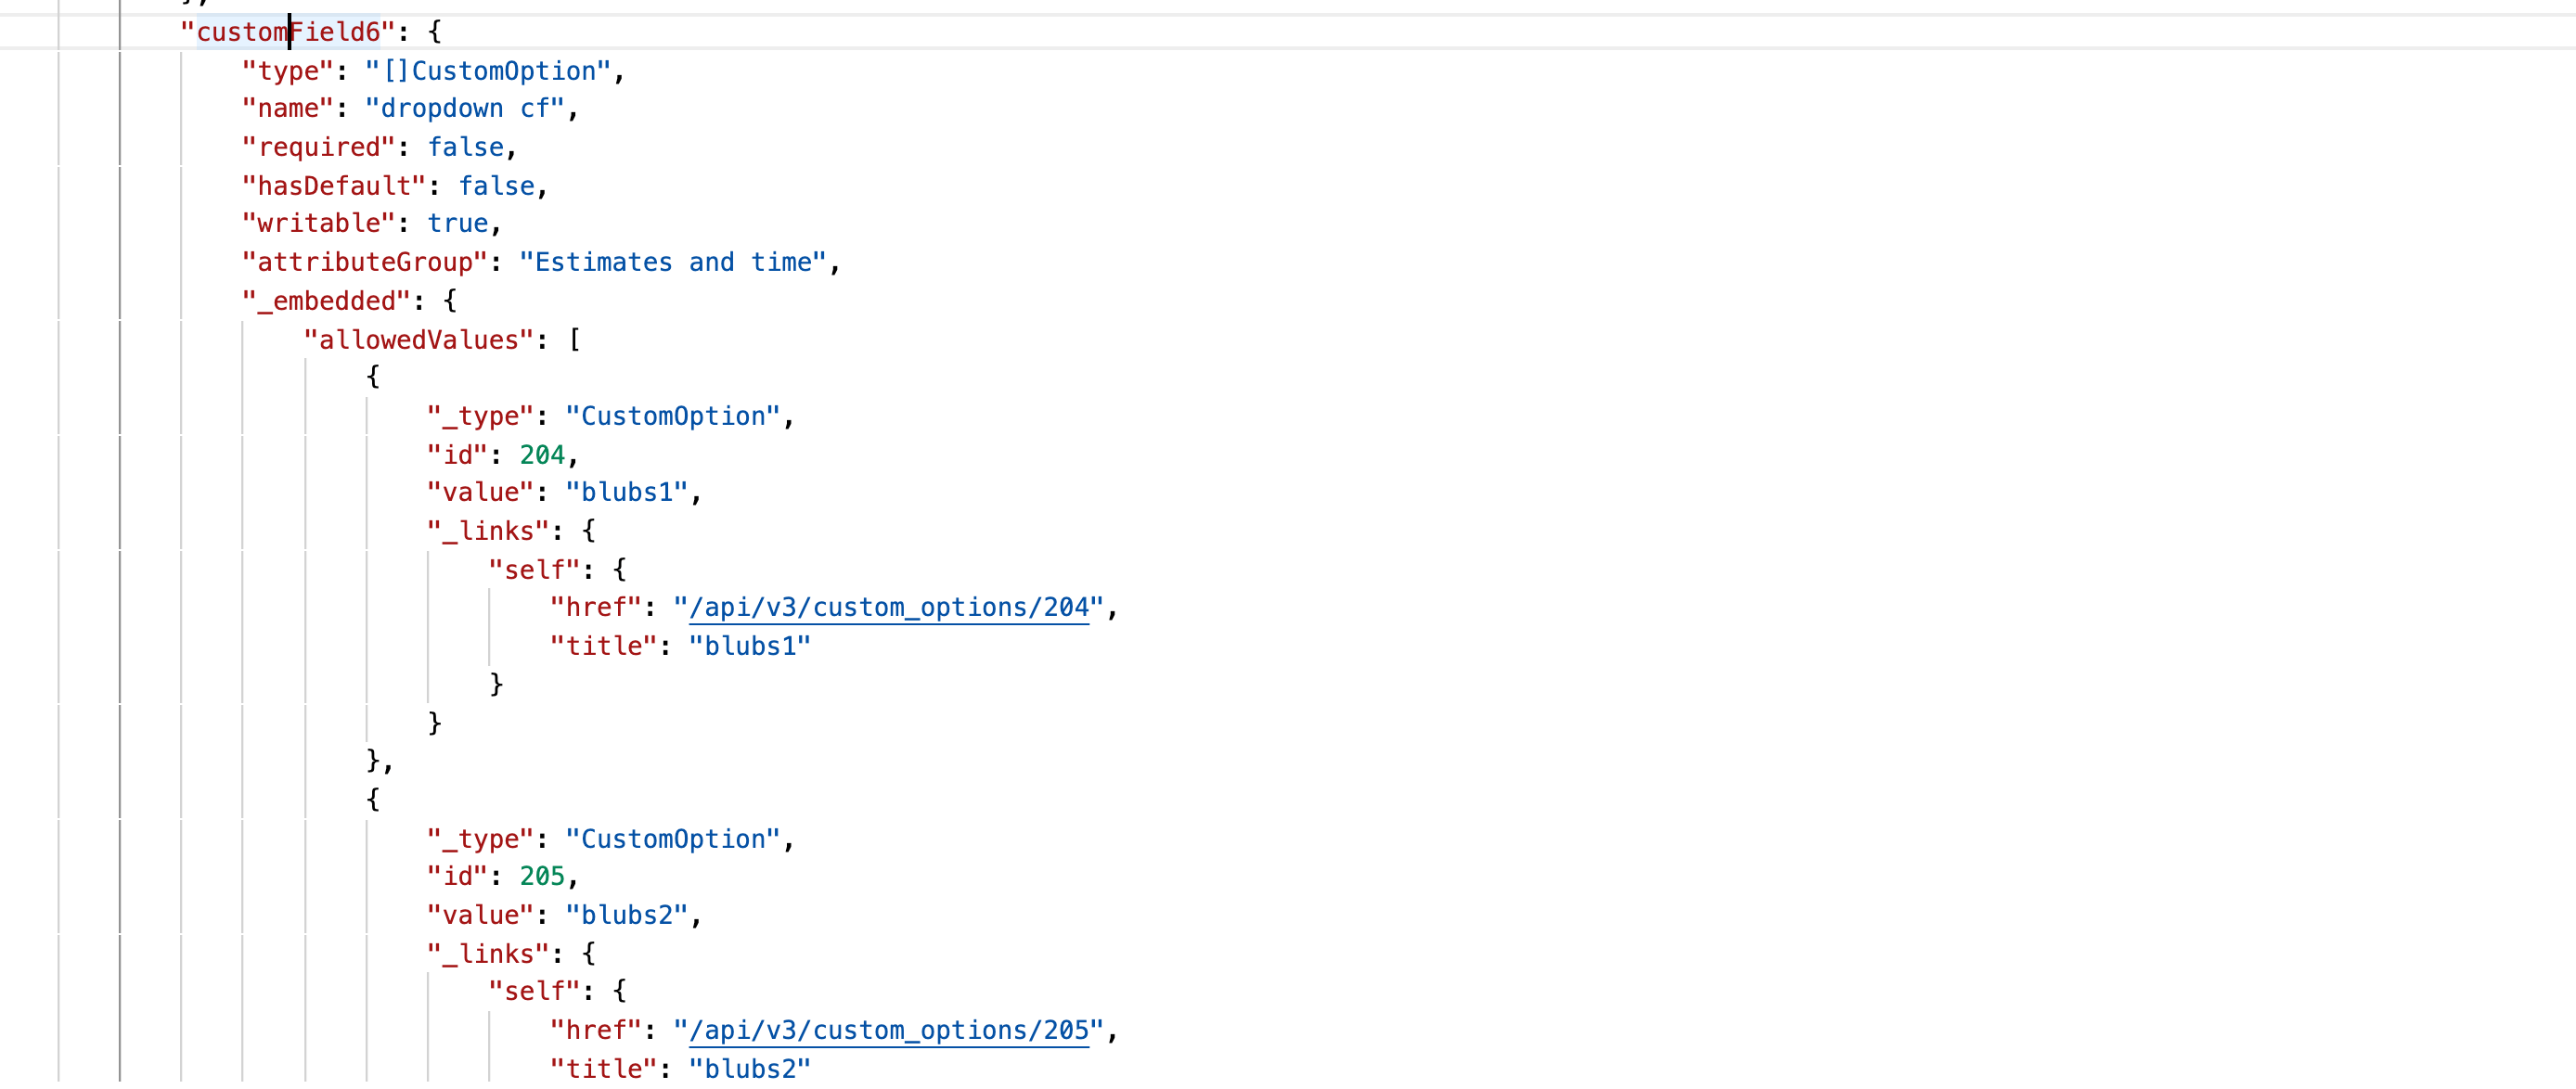 },
"customField6": {
"type": "[]CustomOption",
"name": "dropdown cf",
"required": false,
"hasDefault": false,
"writable": true,
"attributeGroup": "Estimates and time",
"_embedded": {
"allowedValues": [
{
"_type": "CustomOption",
"id": 204,
"value": "blubs1",
"_links": {
"self": {
"href": "/api/v3/custom_options/204",
"title": "blubs1"
}
}
},
{
"_type": "CustomOption",
"id": 205,
"value": "blubs2",
"_links": {
"self": {
"href": "/api/v3/custom_options/205",
"title": "blubs2"